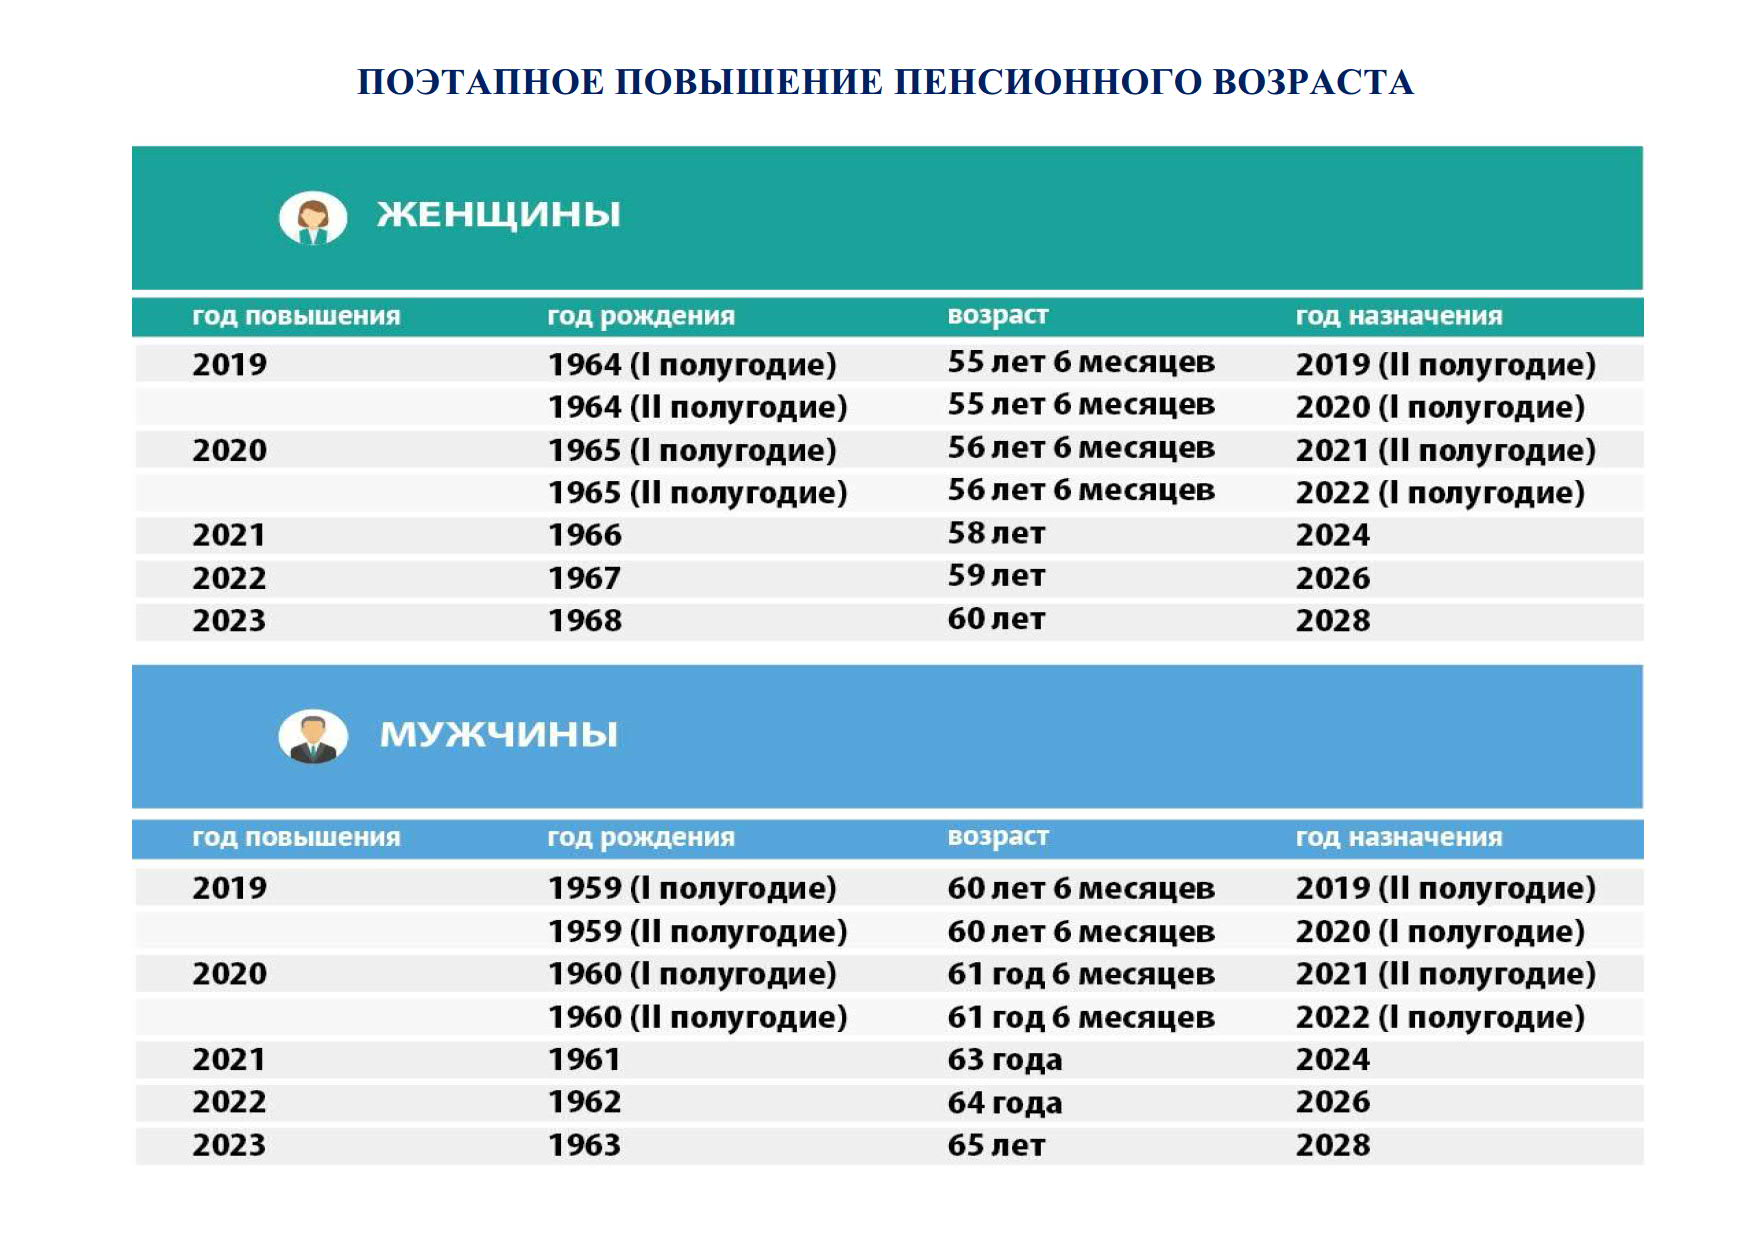 ПОЭТАПНОЕ ПОВЫШЕНИЕ ПЕНСИОННОГО ВОЗРАСТА
ЖЕНЩИНЫ
год повышения год рождения возраст год назначения
2019 1964 (I полугодие) 55 лет 6 месяцев 2019 (II полугодие)
1964 (II полугодие) 55 лет 6 месяцев 2020 (I полугодие)
2020 1965 (I полугодие) 56 лет 6 месяцев 2021 (II полугодие)
1965 (II полугодие) 56 лет 6 месяцев 2022 (I полугодие)
2021 1966 58 лет 2024
2022 1967 59 лет 2026
2023 1968 60 лет 2028
МУЖЧИНЫ
год повышения год рождения возраст год назначения
2019 1959 (I полугодие) 60 лет 6 месяцев 2019 (II полугодие)
1959 (II полугодие) 60 лет 6 месяцев 2020 (I полугодие)
2020 1960 (I полугодие) 61 год 6 месяцев 2021 (II полугодие)
1960 (II полугодие) 61 год 6 месяцев 2022 (I полугодие)
2021 1961 63 года 2024
2022 1962 64 года 2026
2023 1963 65 лет 2028